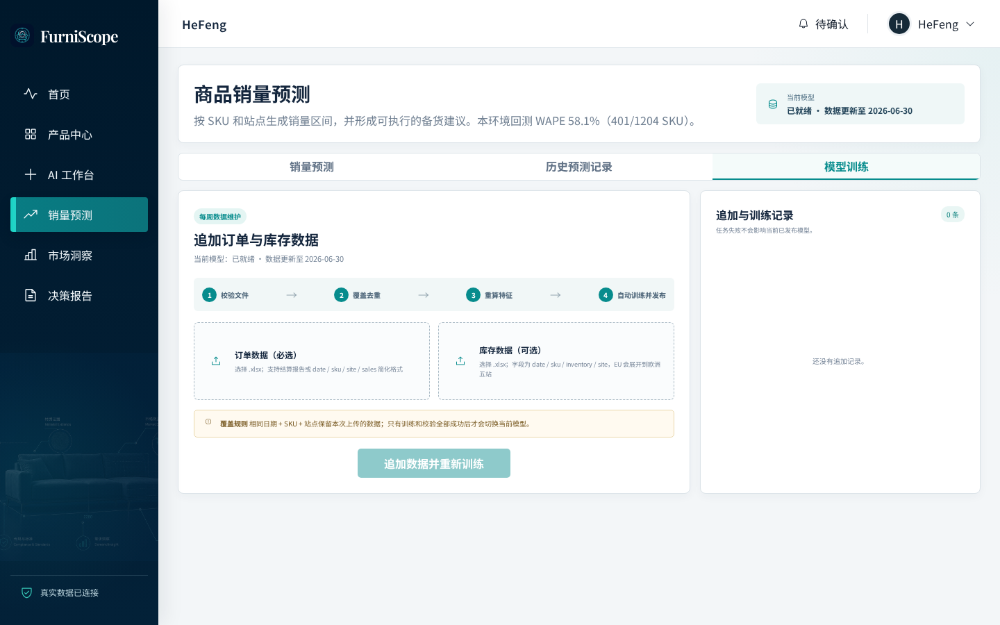 FurniScope
首页
产品中心
AI 工作台
销量预测
市场洞察
决策报告
真实数据已连接
HeFeng
待确认
H
HeFeng
商品销量预测
按 SKU 和站点生成销量区间，并形成可执行的备货建议。本环境回测 WAPE 58.1%（401/1204 SKU）。
当前模型
已就绪 · 数据更新至 2026-06-30
销量预测
历史预测记录
模型训练
每周数据维护
追加订单与库存数据
当前模型：已就绪 · 数据更新至 2026-06-30
1 校验文件 → 2 覆盖去重 → 3 重算特征 → 4 自动训练并发布
订单数据（必选）
选择 .xlsx；支持结算报告或 date / sku / site / sales 简化格式
库存数据（可选）
选择 .xlsx；字段为 date / sku / inventory / site，EU 会展开到欧洲
五站
覆盖规则 相同日期 + SKU + 站点保留本次上传的数据；只有训练和校验全部成功后才会切换当前模型。
追加数据并重新训练
追加与训练记录
0 条
任务失败不会影响当前已发布模型。
还没有追加记录。